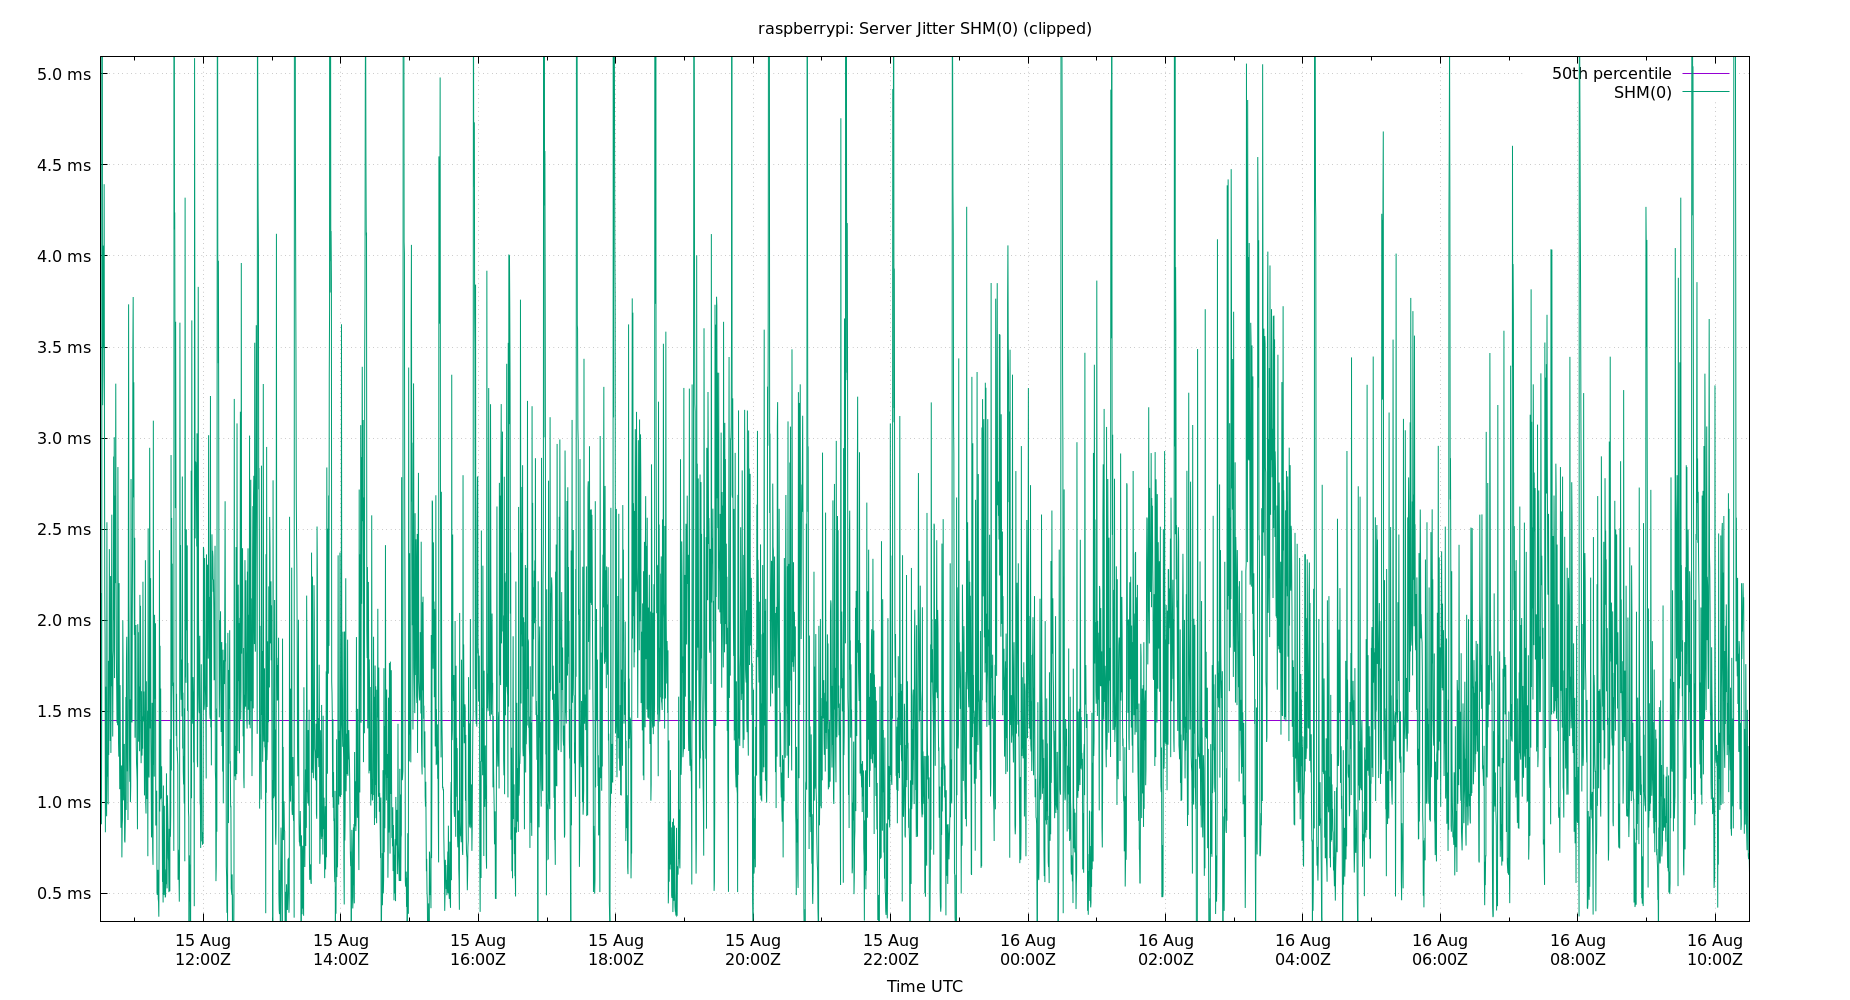 raspberrypi: Server Jitter SHM(0) (clipped)
50th percentile
SHM(0)
5.0 ms
4.5 ms
4.0 ms
3.5 ms
3.0 ms
2.5 ms
2.0 ms
1.5 ms
1.0 ms
0.5 ms
15 Aug 15 Aug 15 Aug 15 Aug 15 Aug 15 Aug 16 Aug 16 Aug 16 Aug 16 Aug 16 Aug 16 Aug
12:00Z 14:00Z 16:00Z 18:00Z 20:00Z 22:00Z 00:00Z 02:00Z 04:00Z 06:00Z 08:00Z 10:00Z
Time UTC